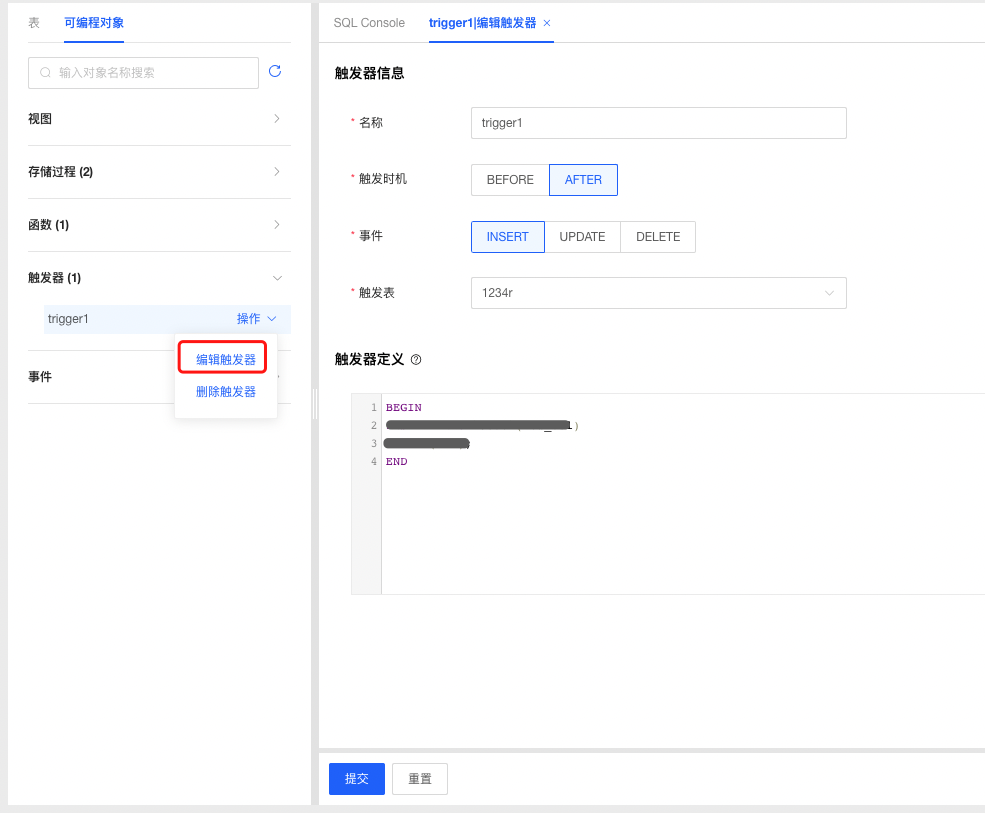 表 可编程对象
输入对象名称搜索
视图
存储过程 (2)
函数 (1)
触发器 (1)
trigger1 操作
编辑触发器
删除触发器
事件
SQL Console trigger1|编辑触发器 ×
触发器信息
* 名称 trigger1
* 触发时机 BEFORE AFTER
* 事件 INSERT UPDATE DELETE
* 触发表 1234r
触发器定义 ?
1 BEGIN
2 )
3
4 END
提交 重置